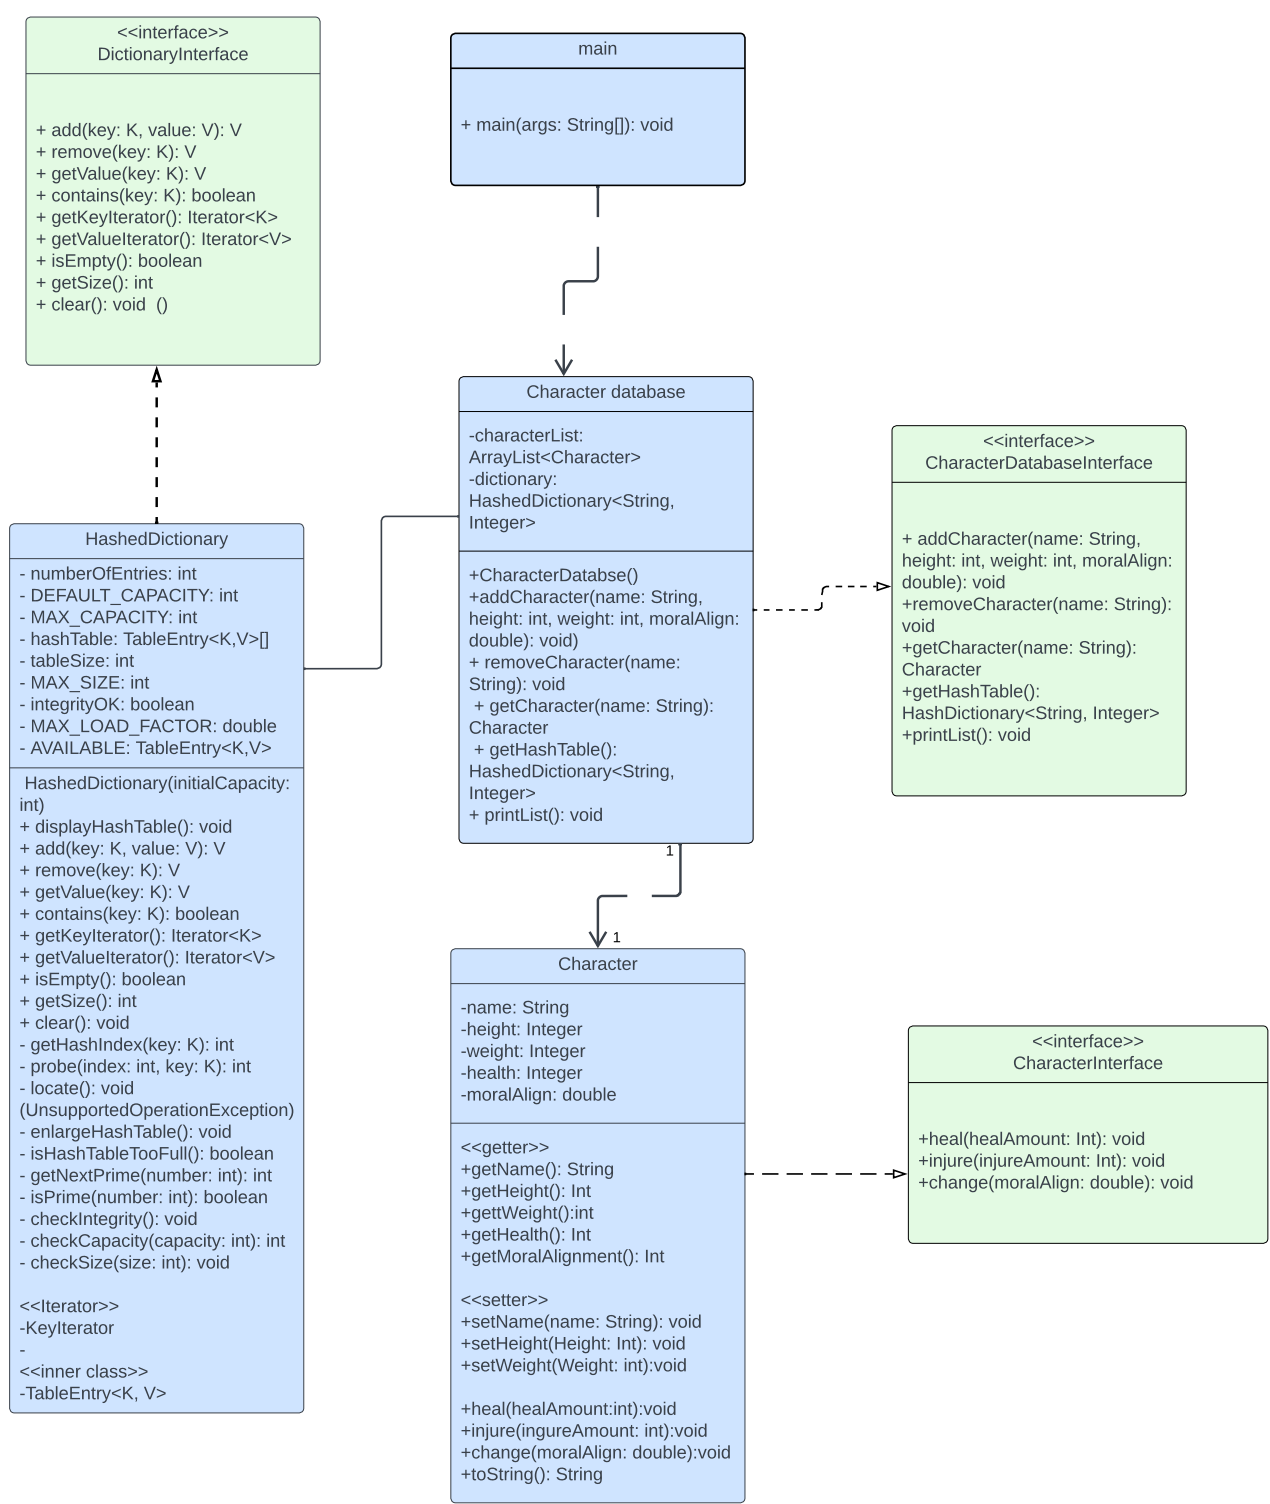 <<interface>>
DictionaryInterface
+ add(key: K, value: V): V
+ remove(key: K): V
+ getValue(key: K): V
+ contains(key: K): boolean
+ getKeyIterator(): Iterator<K>
+ getValueIterator(): Iterator<V>
+ isEmpty(): boolean
+ getSize(): int
+ clear(): void  ()
main
+ main(args: String[]): void
Character database
-characterList:
ArrayList<Character>
-dictionary:
HashedDictionary<String,
Integer>
+CharacterDatabse()
+addCharacter(name: String,
height: int, weight: int, moralAlign:
double): void)
+ removeCharacter(name:
String): void
+ getCharacter(name: String):
Character
+ getHashTable():
HashedDictionary<String,
Integer>
+ printList(): void
<<interface>>
CharacterDatabaseInterface
+ addCharacter(name: String,
height: int, weight: int, moralAlign:
double): void
+removeCharacter(name: String):
void
+getCharacter(name: String):
Character
+getHashTable():
HashDictionary<String, Integer>
+printList(): void
HashedDictionary
- numberOfEntries: int
- DEFAULT_CAPACITY: int
- MAX_CAPACITY: int
- hashTable: TableEntry<K,V>[]
- tableSize: int
- MAX_SIZE: int
- integrityOK: boolean
- MAX_LOAD_FACTOR: double
- AVAILABLE: TableEntry<K,V>
HashedDictionary(initialCapacity:
int)
+ displayHashTable(): void
+ add(key: K, value: V): V
+ remove(key: K): V
+ getValue(key: K): V
+ contains(key: K): boolean
+ getKeyIterator(): Iterator<K>
+ getValueIterator(): Iterator<V>
+ isEmpty(): boolean
+ getSize(): int
+ clear(): void
- getHashIndex(key: K): int
- probe(index: int, key: K): int
- locate(): void
(UnsupportedOperationException)
- enlargeHashTable(): void
- isHashTableTooFull(): boolean
- getNextPrime(number: int): int
- isPrime(number: int): boolean
- checkIntegrity(): void
- checkCapacity(capacity: int): int
- checkSize(size: int): void
<<Iterator>>
-KeyIterator
-
<<inner class>>
-TableEntry<K, V>
1
1
Character
-name: String
-height: Integer
-weight: Integer
-health: Integer
-moralAlign: double
<<getter>>
+getName(): String
+getHeight(): Int
+gettWeight():int
+getHealth(): Int
+getMoralAlignment(): Int
<<setter>>
+setName(name: String): void
+setHeight(Height: Int): void
+setWeight(Weight: int):void
+heal(healAmount:int):void
+injure(ingureAmount: int):void
+change(moralAlign: double):void
+toString(): String
<<interface>>
CharacterInterface
+heal(healAmount: Int): void
+injure(injureAmount: Int): void
+change(moralAlign: double): void